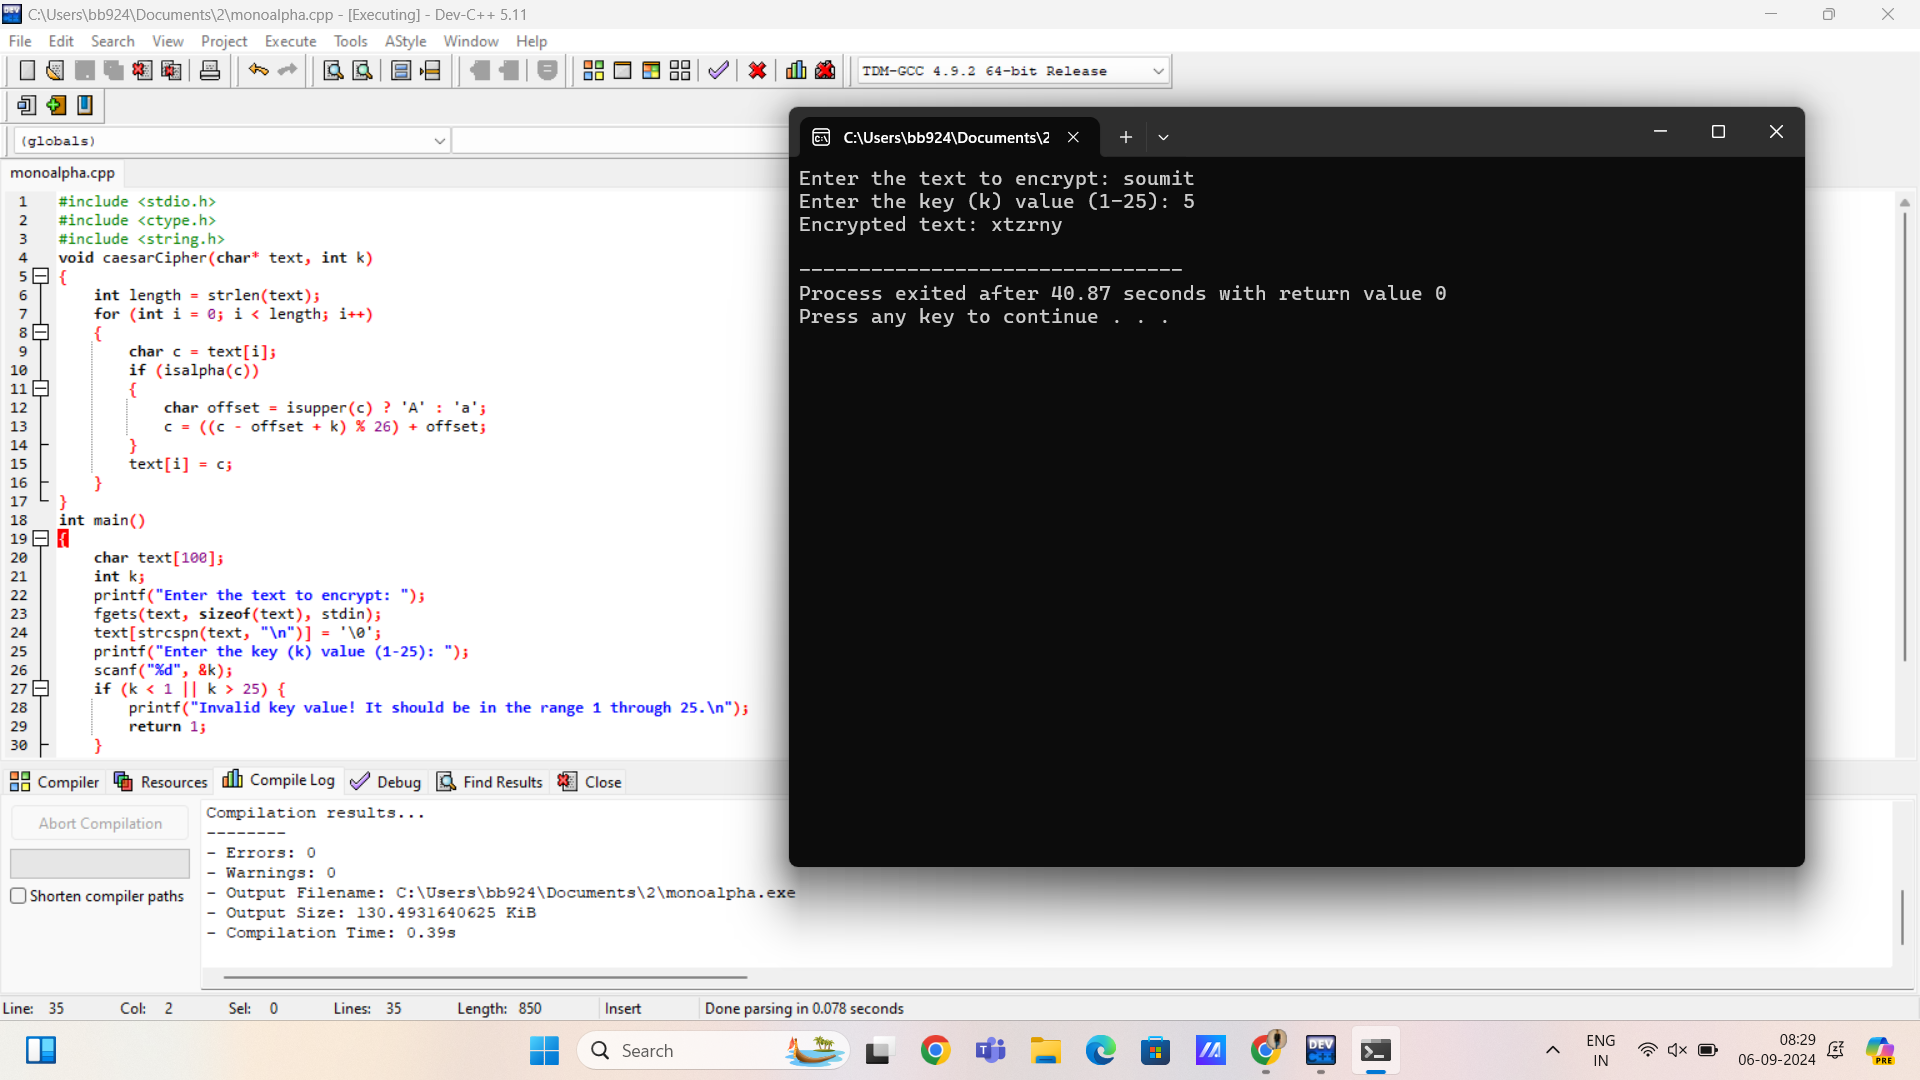 C:\Users\bb924\Documents\2\monoalpha.cpp - [Executing] - Dev-C++ 5.11
File Edit Search View Project Execute Tools AStyle Window Help
TDM-GCC 4.9.2 64-bit Release
(globals)
monoalpha.cpp
1 #include <stdio.h>
2 #include <ctype.h>
3 #include <string.h>
4 void caesarCipher(char* text, int k)
5 {
6 int length = strlen(text);
7 for (int i = 0; i < length; i++)
8 {
9 char c = text[i];
10 if (isalpha(c))
11 {
12 char offset = isupper(c) ? 'A' : 'a';
13 c = ((c - offset + k) % 26) + offset;
14 }
15 text[i] = c;
16 }
17 }
18 int main()
19 {
20 char text[100];
21 int k;
22 printf("Enter the text to encrypt: ");
23 fgets(text, sizeof(text), stdin);
24 text[strcspn(text, "\n")] = '\0';
25 printf("Enter the key (k) value (1-25): ");
26 scanf("%d", &k);
27 if (k < 1 || k > 25) {
28 printf("Invalid key value! It should be in the range 1 through 25.\n");
29 return 1;
30 }
C:\Users\bb924\Documents\2
Enter the text to encrypt: soumit
Enter the key (k) value (1-25): 5
Encrypted text: xtzrny
--------------------------------
Process exited after 40.87 seconds with return value 0
Press any key to continue . . .
Compiler Resources Compile Log Debug Find Results Close
Abort Compilation
Shorten compiler paths
Compilation results...
--------
- Errors: 0
- Warnings: 0
- Output Filename: C:\Users\bb924\Documents\2\monoalpha.exe
- Output Size: 130.4931640625 KiB
- Compilation Time: 0.39s
Line: 35 Col: 2 Sel: 0 Lines: 35 Length: 850 Insert Done parsing in 0.078 seconds
Search
DEV
ENG
IN
08:29
06-09-2024
PRE